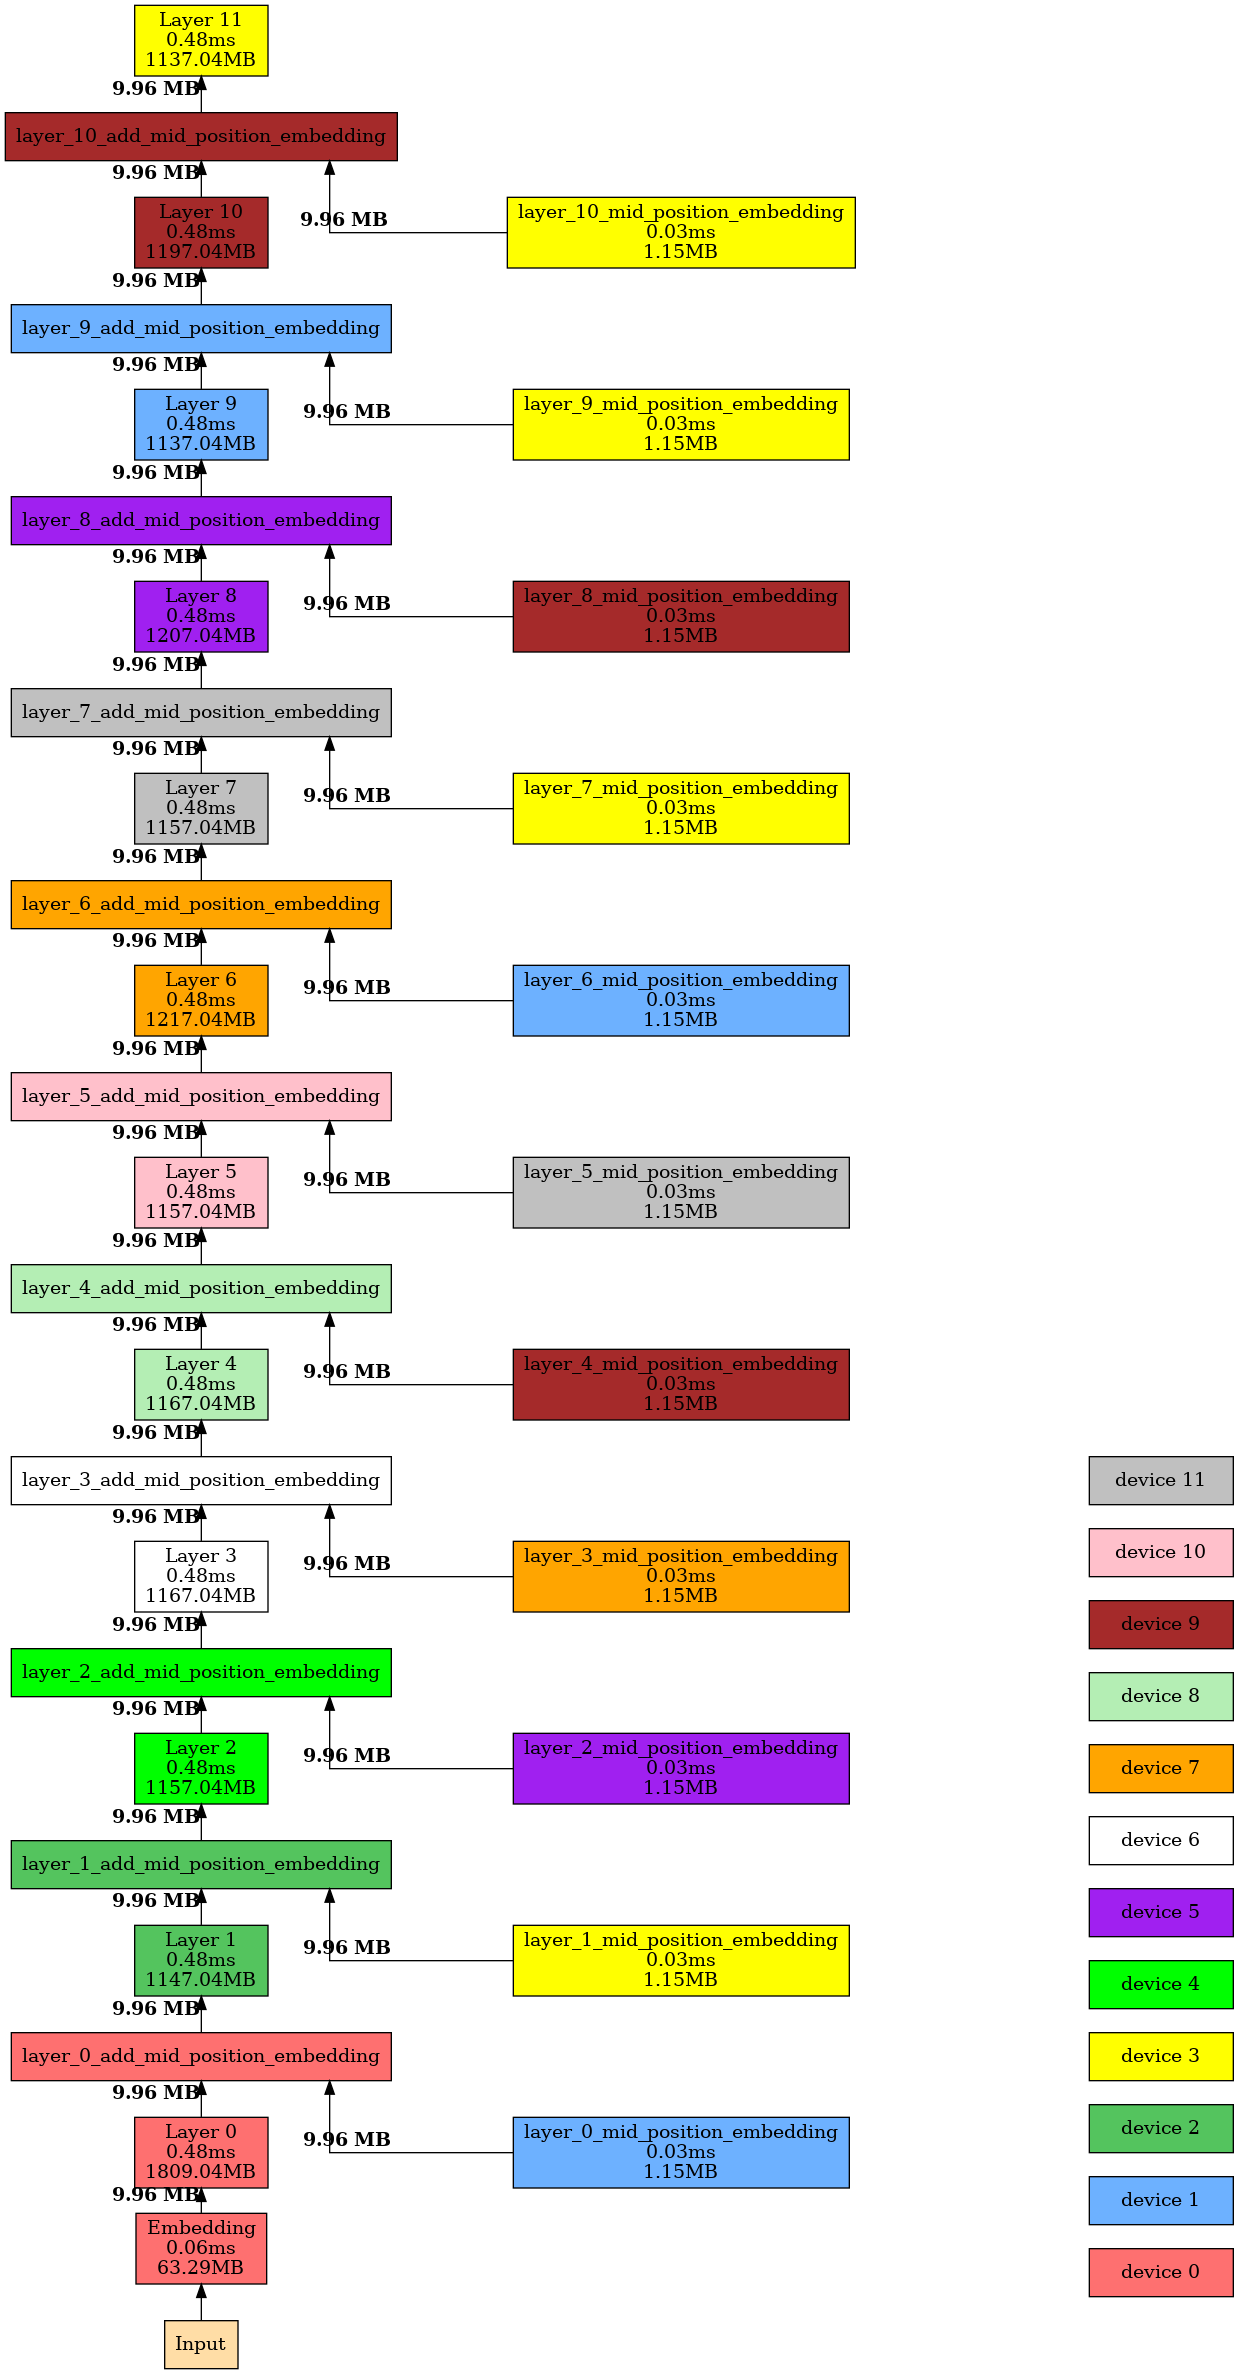 Layer 11
0.48ms
1137.04MB
9.96 MB
layer_10_add_mid_position_embedding
9.96 MB
Layer 10
0.48ms
1197.04MB
9.96 MB
layer_10_mid_position_embedding
0.03ms
1.15MB
9.96 MB
layer_9_add_mid_position_embedding
9.96 MB
Layer 9
0.48ms
1137.04MB
9.96 MB
layer_9_mid_position_embedding
0.03ms
1.15MB
9.96 MB
layer_8_add_mid_position_embedding
9.96 MB
Layer 8
0.48ms
1207.04MB
9.96 MB
layer_8_mid_position_embedding
0.03ms
1.15MB
9.96 MB
layer_7_add_mid_position_embedding
9.96 MB
Layer 7
0.48ms
1157.04MB
9.96 MB
layer_7_mid_position_embedding
0.03ms
1.15MB
9.96 MB
layer_6_add_mid_position_embedding
9.96 MB
Layer 6
0.48ms
1217.04MB
9.96 MB
layer_6_mid_position_embedding
0.03ms
1.15MB
9.96 MB
layer_5_add_mid_position_embedding
9.96 MB
Layer 5
0.48ms
1157.04MB
9.96 MB
layer_5_mid_position_embedding
0.03ms
1.15MB
9.96 MB
layer_4_add_mid_position_embedding
9.96 MB
Layer 4
0.48ms
1167.04MB
9.96 MB
layer_4_mid_position_embedding
0.03ms
1.15MB
9.96 MB
layer_3_add_mid_position_embedding
9.96 MB
Layer 3
0.48ms
1167.04MB
9.96 MB
layer_3_mid_position_embedding
0.03ms
1.15MB
9.96 MB
layer_2_add_mid_position_embedding
9.96 MB
Layer 2
0.48ms
1157.04MB
9.96 MB
layer_2_mid_position_embedding
0.03ms
1.15MB
9.96 MB
layer_1_add_mid_position_embedding
9.96 MB
Layer 1
0.48ms
1147.04MB
9.96 MB
layer_1_mid_position_embedding
0.03ms
1.15MB
9.96 MB
layer_0_add_mid_position_embedding
9.96 MB
Layer 0
0.48ms
1809.04MB
9.96 MB
layer_0_mid_position_embedding
0.03ms
1.15MB
9.96 MB
Embedding
0.06ms
63.29MB
Input
device 11
device 10
device 9
device 8
device 7
device 6
device 5
device 4
device 3
device 2
device 1
device 0